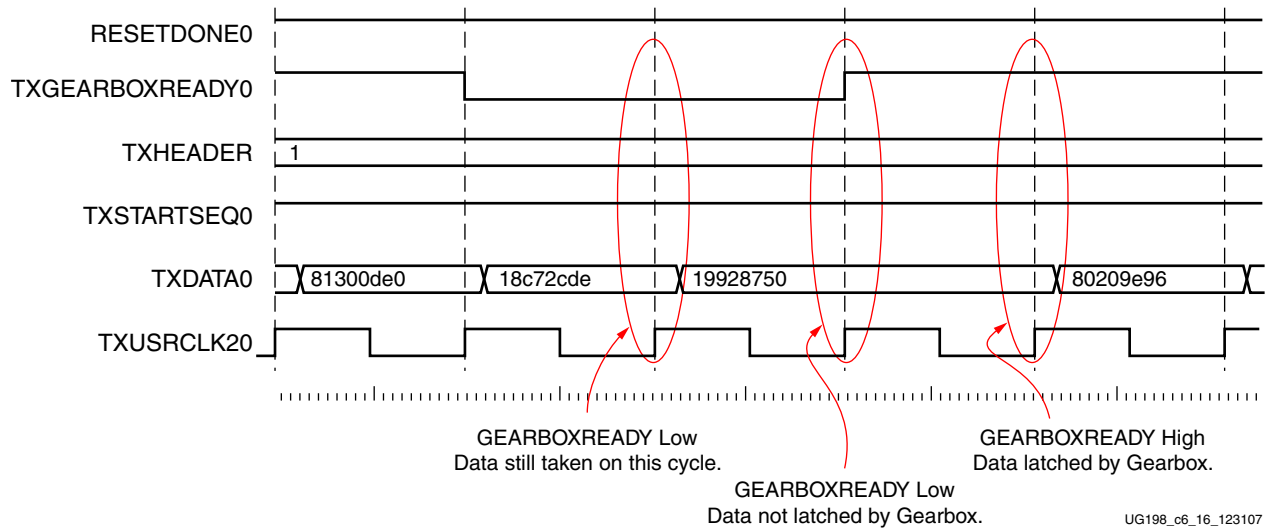 RESETDONE0
TXGEARBOXREADY0
TXHEADER
1
TXSTARTSEQ0
TXDATA0
81300de0
18c72cde
19928750
80209e96
TXUSRCLK20
GEARBOXREADY Low
Data still taken on this cycle.
GEARBOXREADY Low
Data not latched by Gearbox.
GEARBOXREADY High
Data latched by Gearbox.
UG198_c6_16_123107